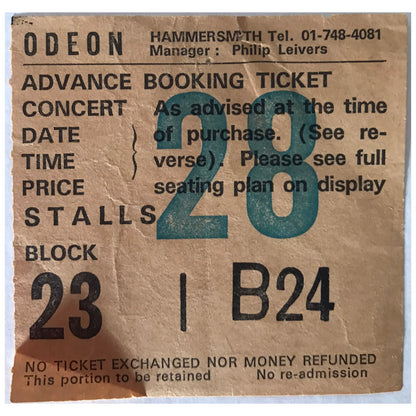 ODEON HAMMERSMITH Tel. 01-748-4081
Manager: Philip Leivers
ADVANCE BOOKING TICKET
CONCERT As advised at the time
DATE of purchase. (See re-
TIME verse). Please see full
PRICE seating plan on display
28
STALLS
BLOCK
23 | B24
NO TICKET EXCHANGED NOR MONEY REFUNDED
This portion to be retained No re-admission